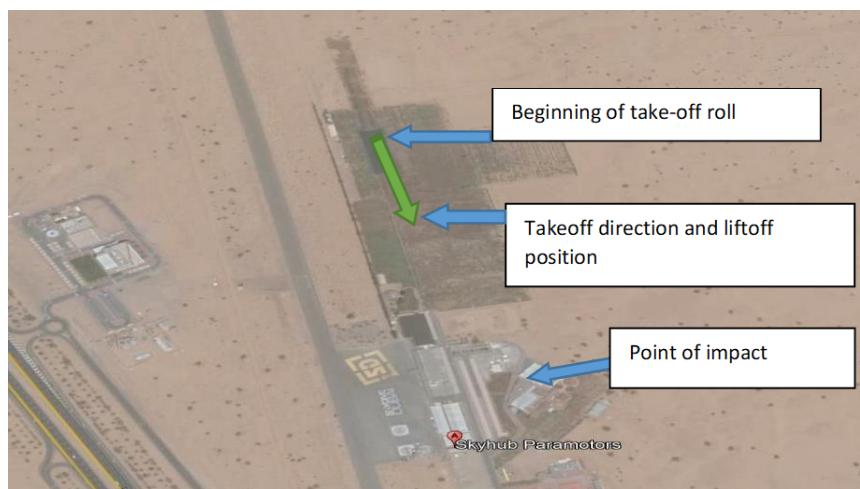 Beginning of take-off roll
Takeoff direction and liftoff
position
Point of impact
A
Skyhub Paramotors